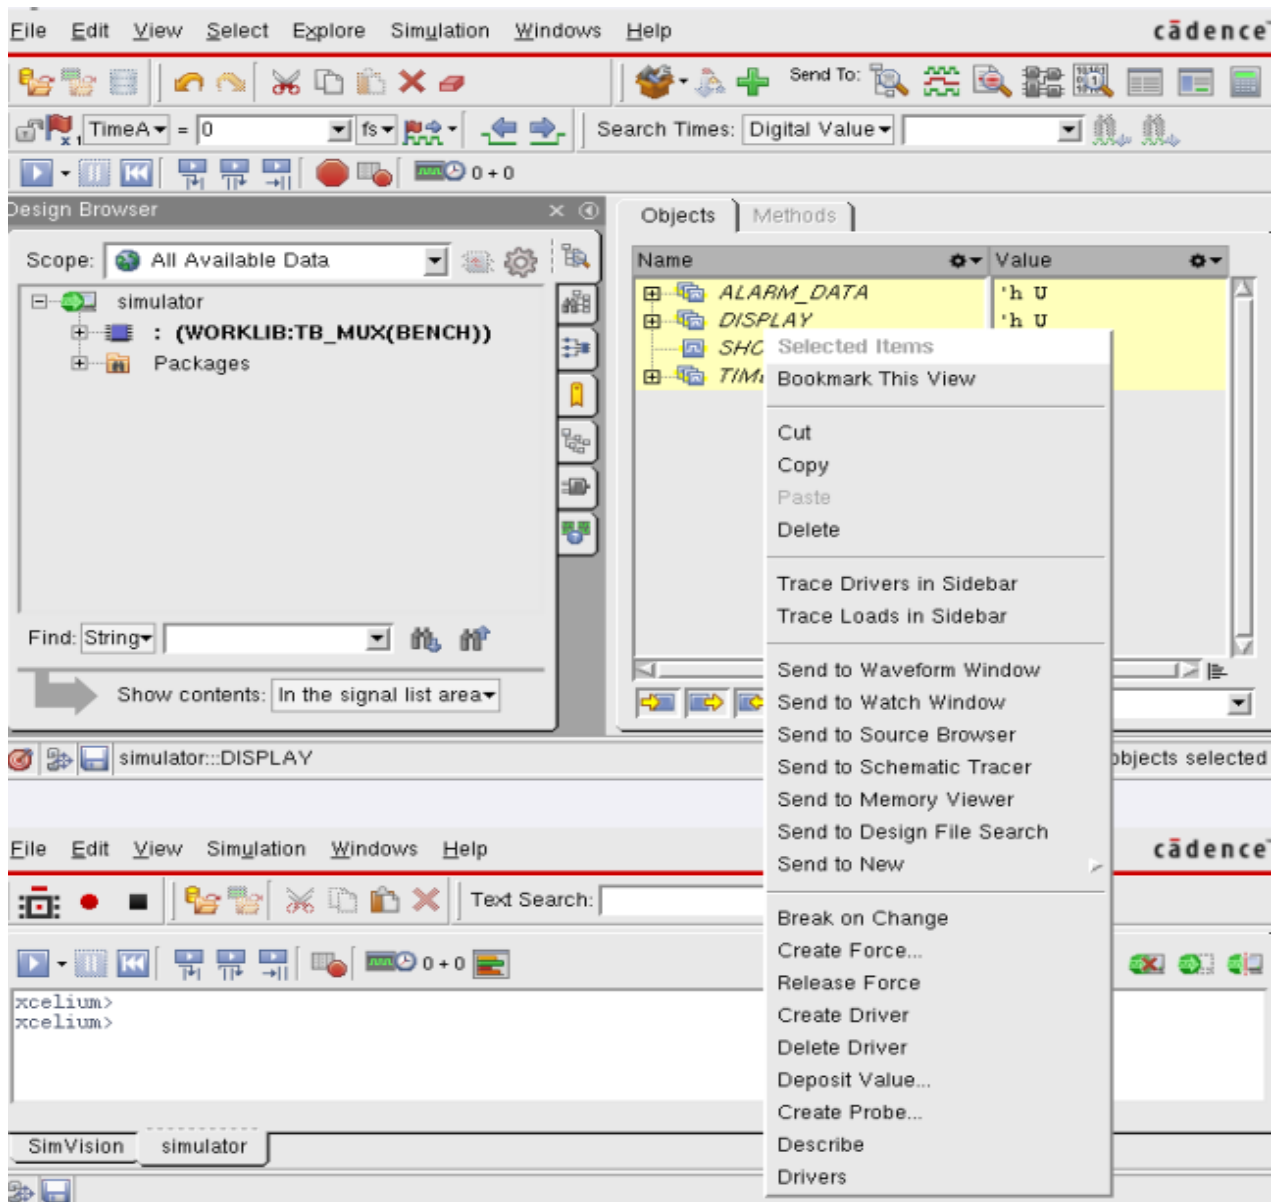 File Edit View Select Explore Simulation Windows Help cādence
Send To:
TimeA = 0 fs Search Times: Digital Value
0 + 0
Design Browser
Scope: All Available Data
simulator
: (WORKLIB:TB_MUX(BENCH))
Packages
Find: String
Show contents: In the signal list area
Objects Methods
Name Value
ALARM_DATA 'h U
DISPLAY 'h U
SHO
TIM
Selected Items
Bookmark This View
Cut
Copy
Paste
Delete
Trace Drivers in Sidebar
Trace Loads in Sidebar
Send to Waveform Window
Send to Watch Window
Send to Source Browser
Send to Schematic Tracer
Send to Memory Viewer
Send to Design File Search
Send to New
Break on Change
Create Force...
Release Force
Create Driver
Delete Driver
Deposit Value...
Create Probe...
Describe
Drivers
simulator:::DISPLAY objects selected
File Edit View Simulation Windows Help cādence
Text Search:
0 + 0
xcelium>
xcelium>
SimVision simulator